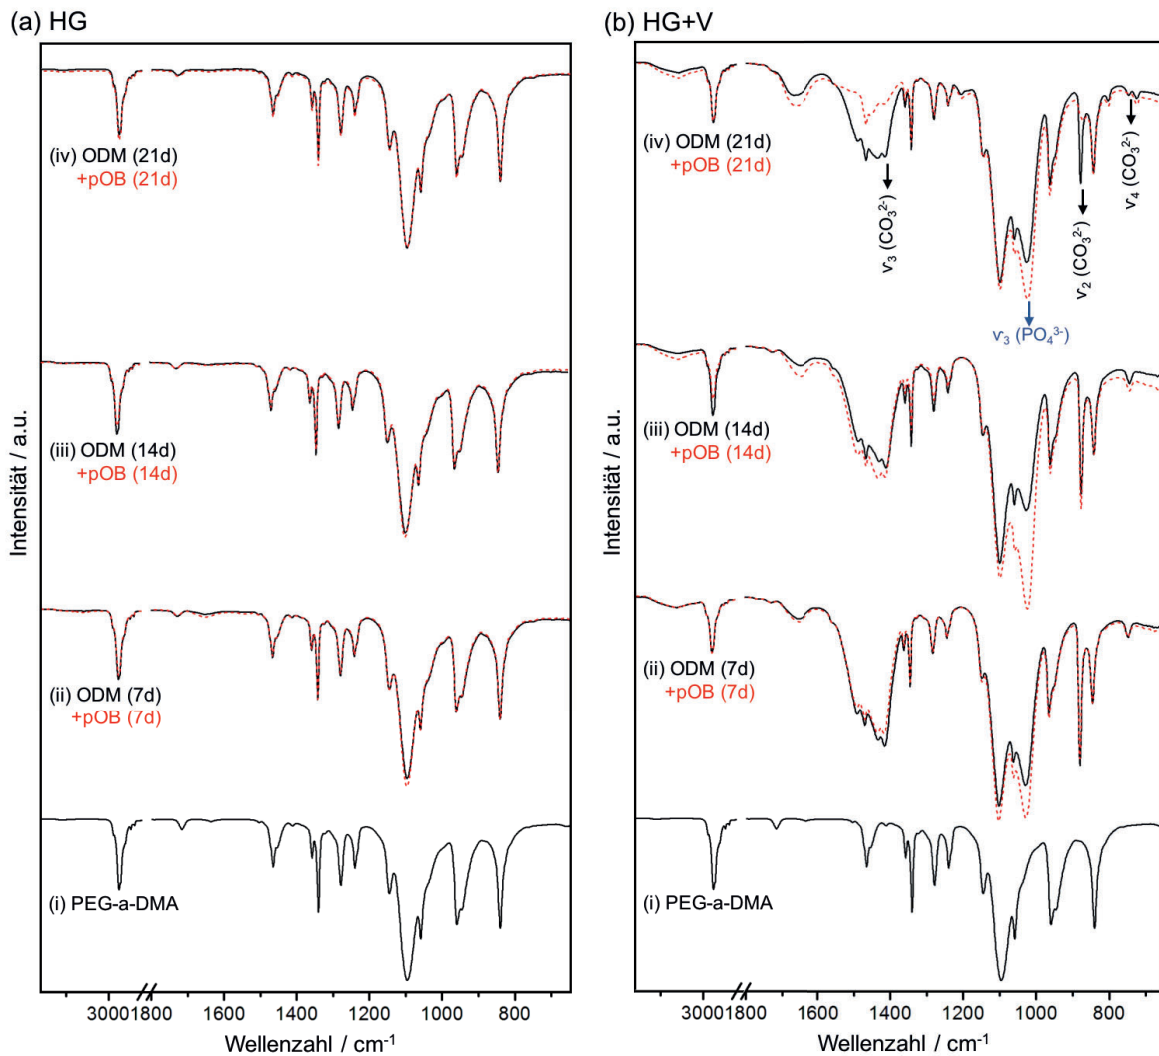 (a) HG
(iv) ODM (21d)
+pOB (21d)
(iii) ODM (14d)
+pOB (14d)
(ii) ODM (7d)
+pOB (7d)
(i) PEG-a-DMA
Intensität / a.u.
Intensität / a.u.
3000 1800 1600 1400 1200 1000 800
Wellenzahl / cm⁻¹
(b) HG+V
(iv) ODM (21d)
+pOB (21d)
ν₃ (CO₃²⁻)
ν₂ (CO₃²⁻)
ν₄ (CO₃²⁻)
ν₃ (PO₄³⁻)
(iii) ODM (14d)
+pOB (14d)
(ii) ODM (7d)
+pOB (7d)
(i) PEG-a-DMA
Intensität / a.u.
Intensität / a.u.
3000 1800 1600 1400 1200 1000 800
Wellenzahl / cm⁻¹